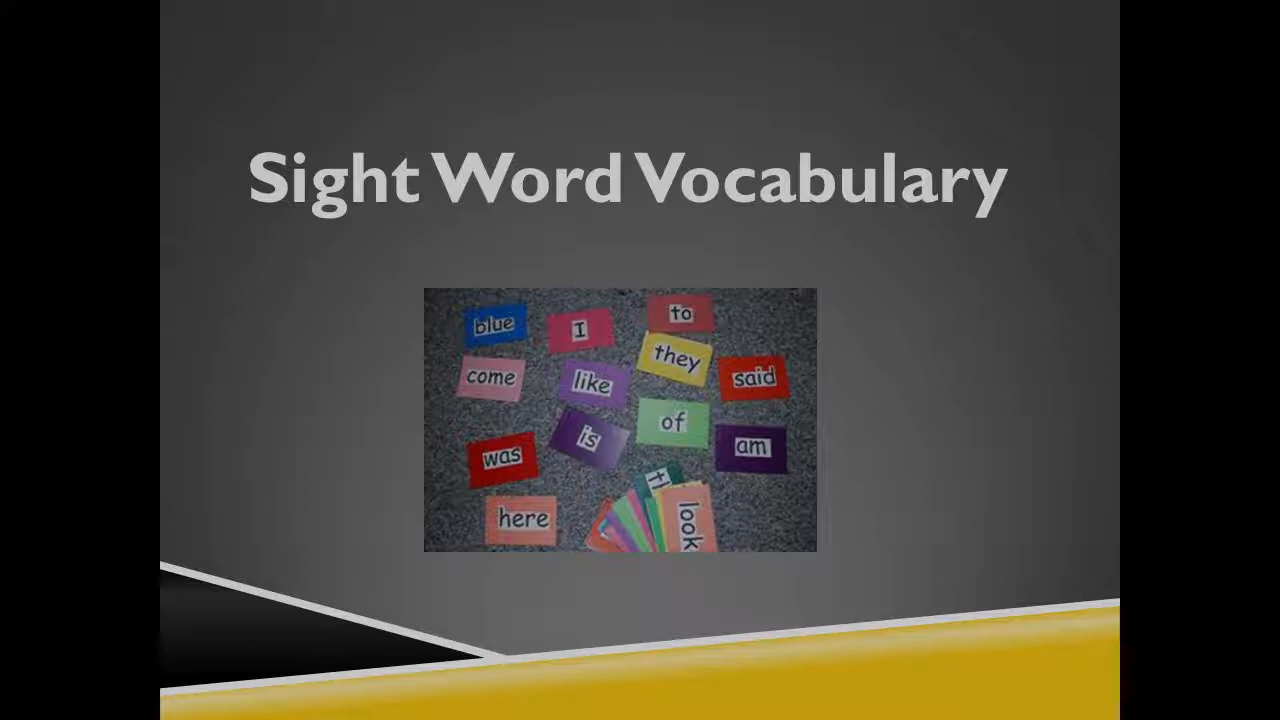 Sight Word Vocabulary
blue
I
to
they
come
like
said
of
is
am
was
here
look